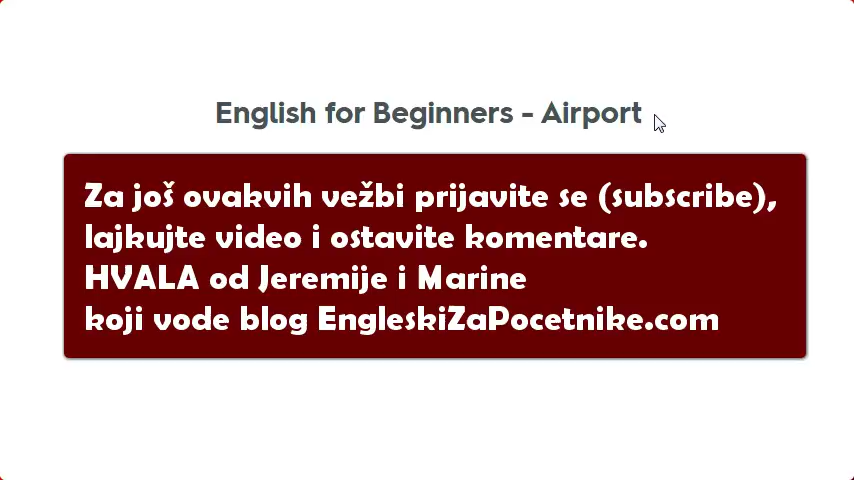 English for Beginners - Airport
Za još ovakvih vežbi prijavite se (subscribe),
lajkujte video i ostavite komentare.
HVALA od Jeremije i Marine
koji vode blog EngleskiZaPocetnike.com